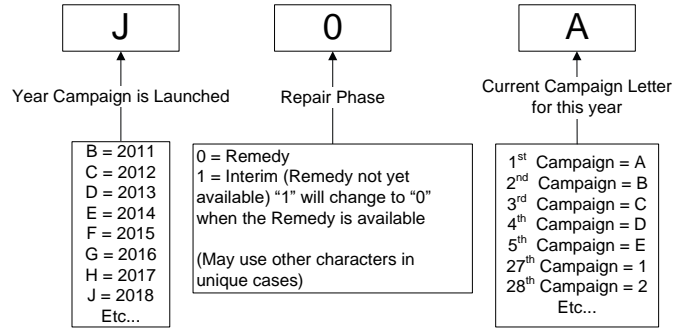 J
0
A
Year Campaign is Launched
Repair Phase
Current Campaign Letter
for this year
B = 2011
C = 2012
D = 2013
E = 2014
F = 2015
G = 2016
H = 2017
J = 2018
Etc...
0 = Remedy
1 = Interim (Remedy not yet
available) “1” will change to “0”
when the Remedy is available
(May use other characters in
unique cases)
1st Campaign = A
2nd Campaign = B
3rd Campaign = C
4th Campaign = D
5th Campaign = E
27th Campaign = 1
28th Campaign = 2
Etc...